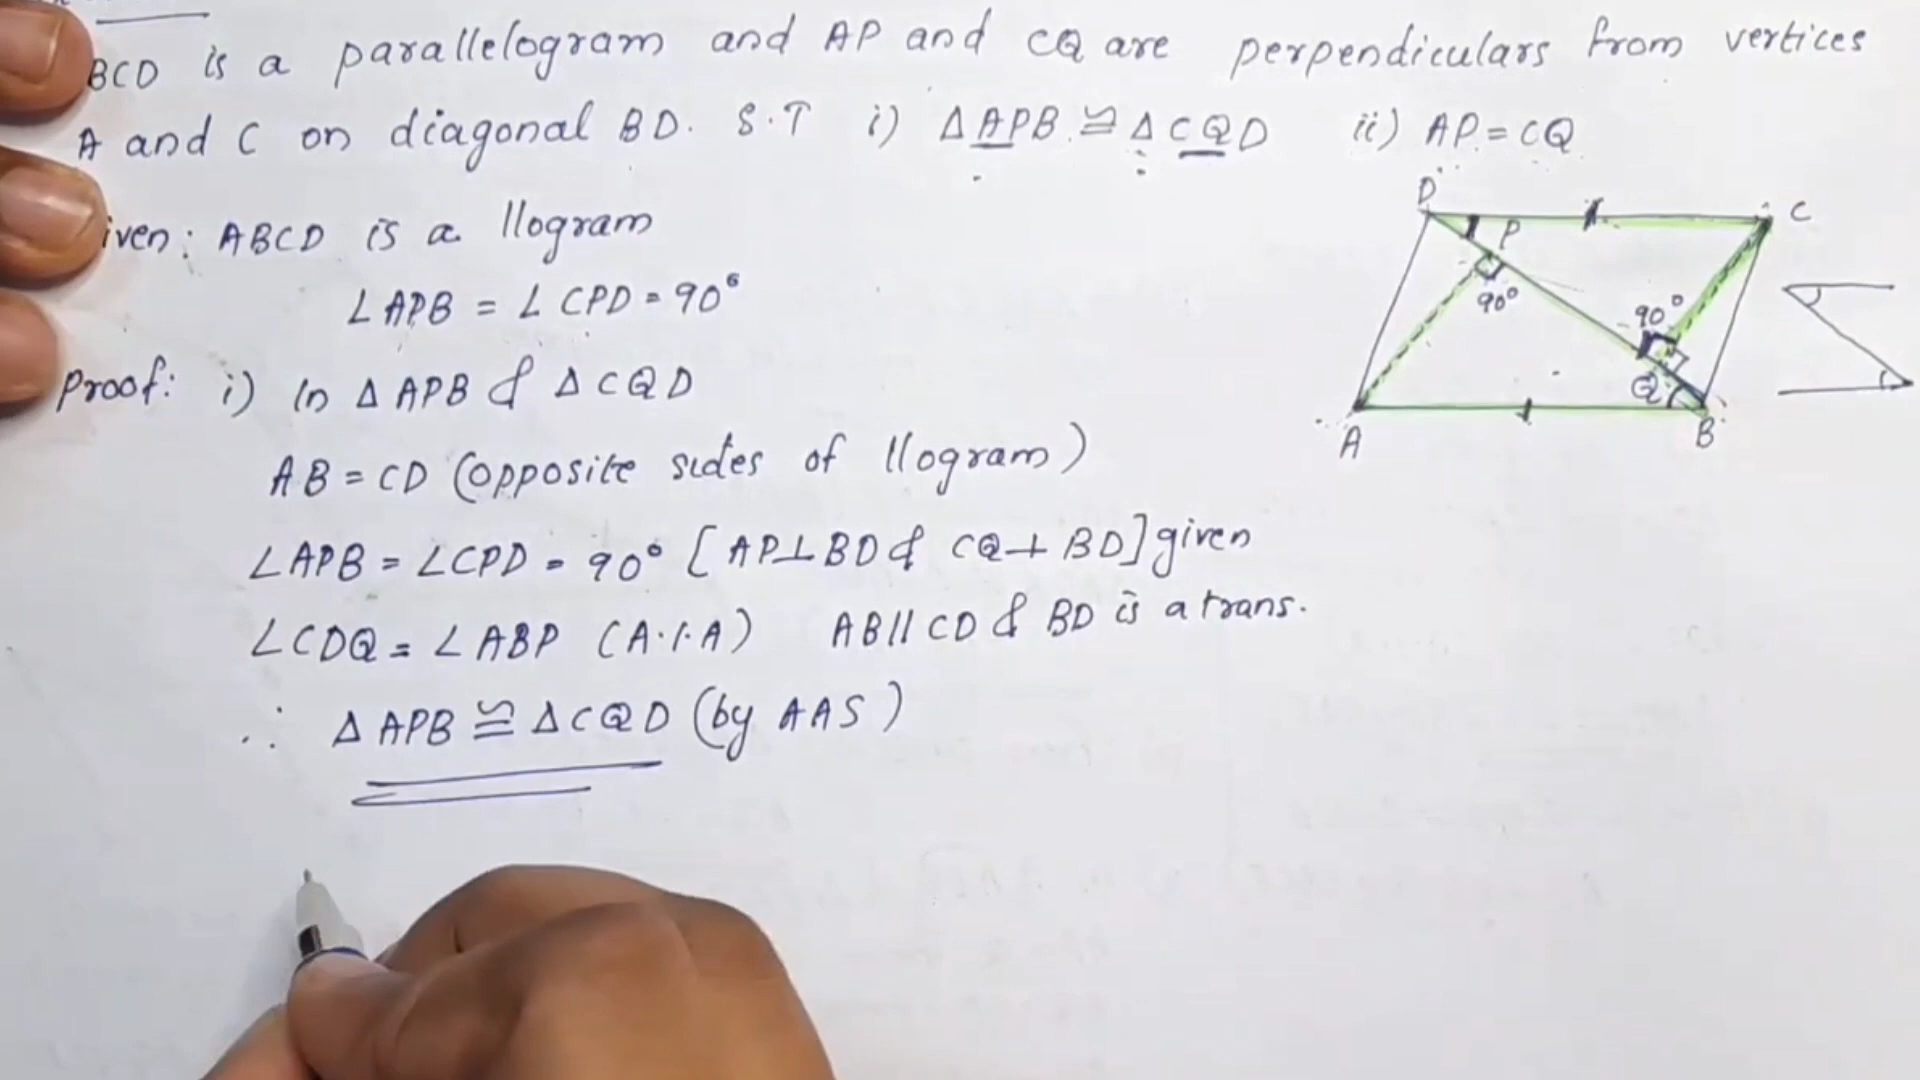 BCD is a parallelogram and AP and CQ are perpendiculars from vertices
A and C on diagonal BD. S.T i) ΔAPB ≅ ΔCQD ii) AP = CQ
iven: ABCD is a llogram
∠APB = ∠CPD = 90°
Proof: i) In ΔAPB & ΔCQD
AB = CD (opposite sides of llogram)
∠APB = ∠CPD = 90° [AP⊥BD & CQ⊥BD] given
∠CDQ = ∠ABP (A.I.A) AB ll CD & BD is a trans.
∴ ΔAPB ≅ ΔCQD (by AAS)
D
C
P
90°
90°
Q
A
B